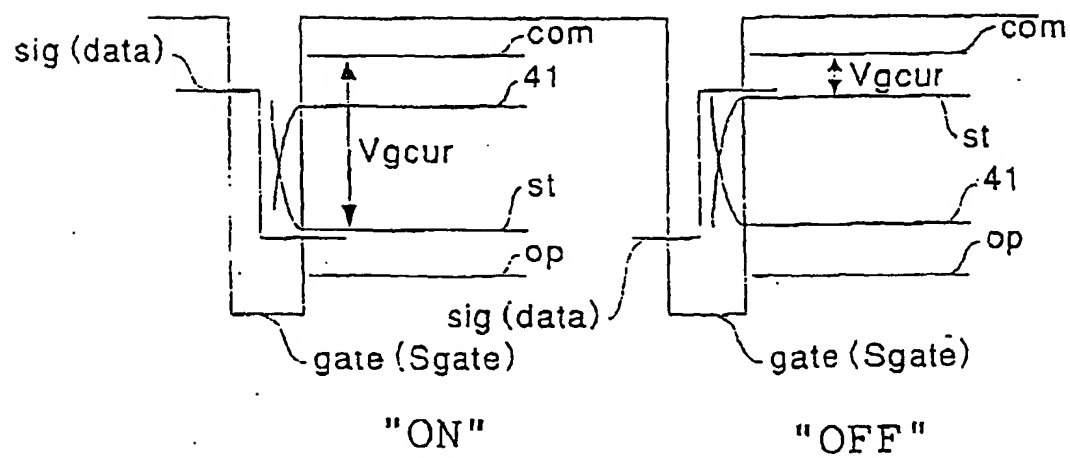 com
sig (data)
41
Vgcur
st
op
gate (Sgate)
"ON"
com
Vgcur
st
41
op
sig (data)
gate (Sgate)
"OFF"